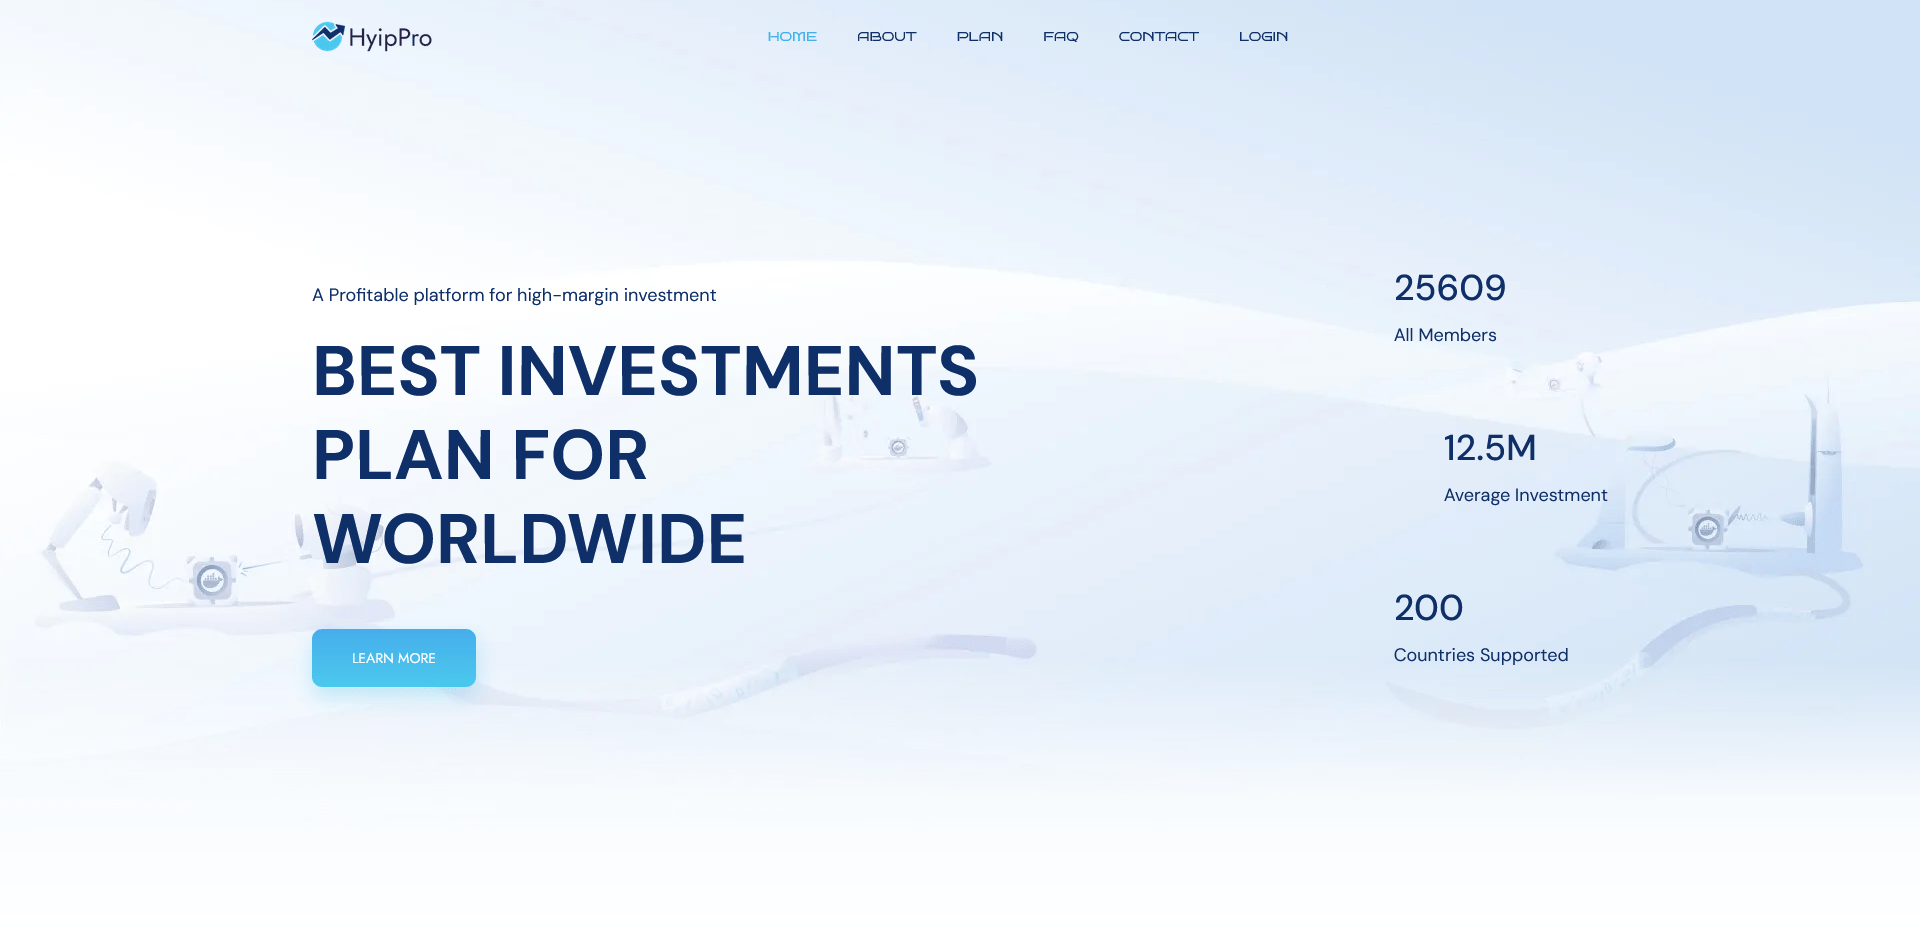 HyipPro
HOME ABOUT PLAN FAQ CONTACT LOGIN
A Profitable platform for high-margin investment
BEST INVESTMENTS
PLAN FOR
WORLDWIDE
LEARN MORE
25609
All Members
12.5M
Average Investment
200
Countries Supported